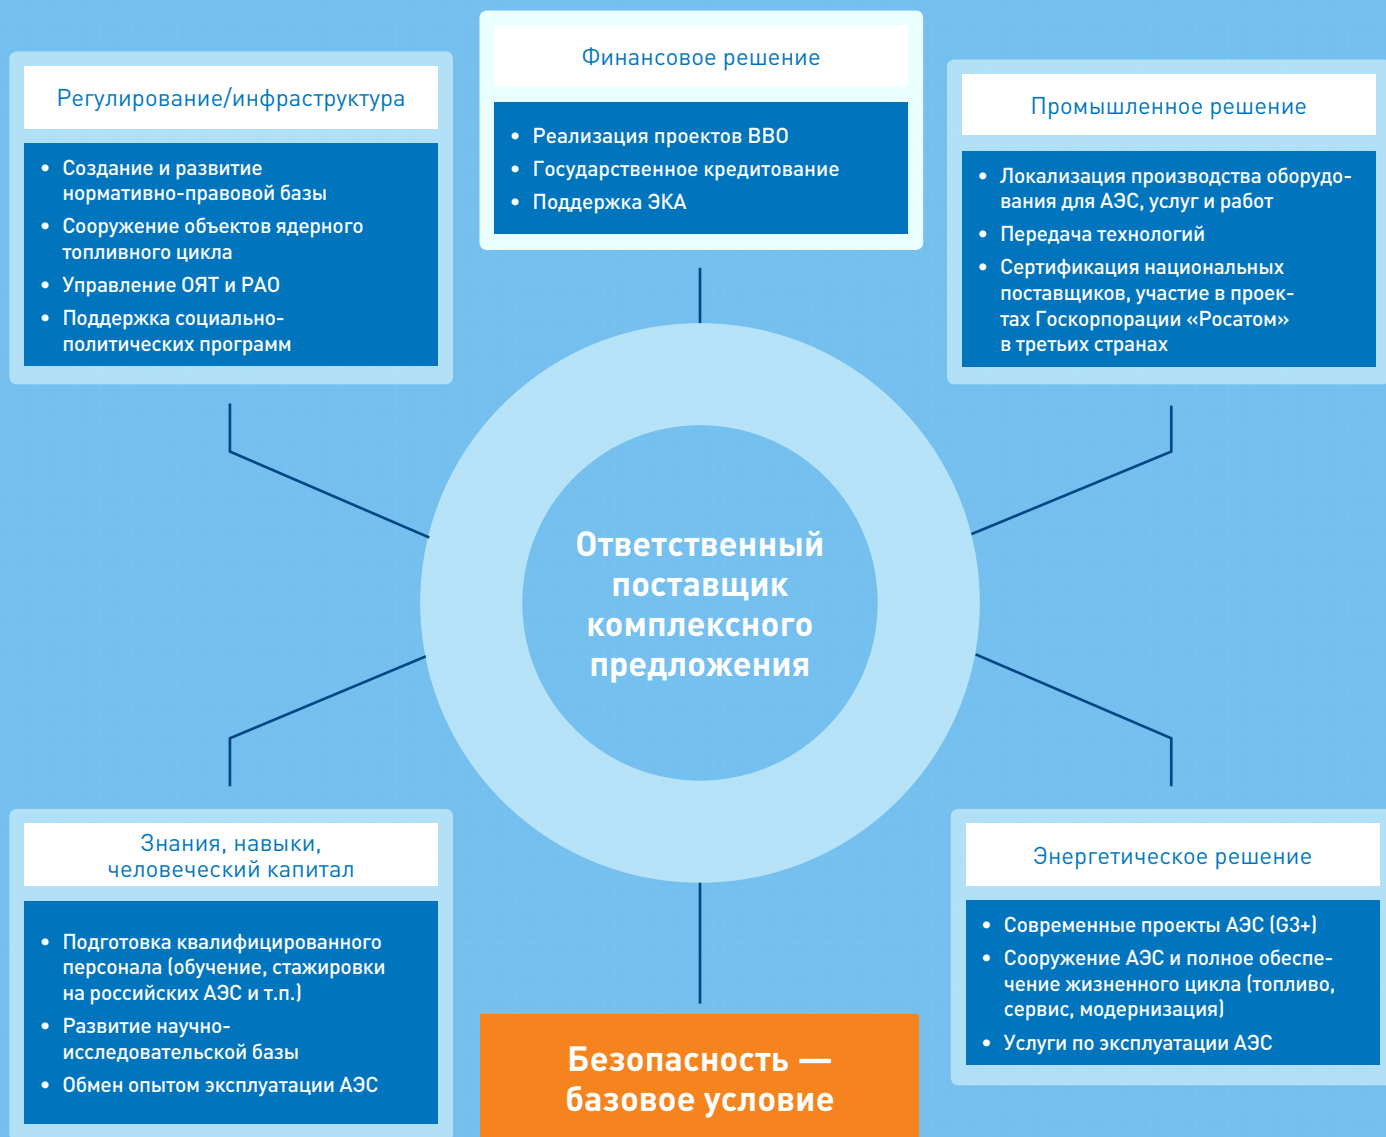 Финансовое решение
• Реализация проектов ВВО
• Государственное кредитование
• Поддержка ЭКА
Регулирование/инфраструктура
• Создание и развитие
нормативно-правовой базы
• Сооружение объектов ядерного
топливного цикла
• Управление ОЯТ и РАО
• Поддержка социально-
политических программ
Промышленное решение
• Локализация производства оборудо-
вания для АЭС, услуг и работ
• Передача технологий
• Сертификация национальных
поставщиков, участие в проек-
тах Госкорпорации «Росатом»
в третьих странах
Ответственный
поставщик
комплексного
предложения
Знания, навыки,
человеческий капитал
• Подготовка квалифицированного
персонала (обучение, стажировки
на российских АЭС и т.п.)
• Развитие научно-
исследовательской базы
• Обмен опытом эксплуатации АЭС
Безопасность —
базовое условие
Энергетическое решение
• Современные проекты АЭС (G3+)
• Сооружение АЭС и полное обеспе-
чение жизненного цикла (топливо,
сервис, модернизация)
• Услуги по эксплуатации АЭС